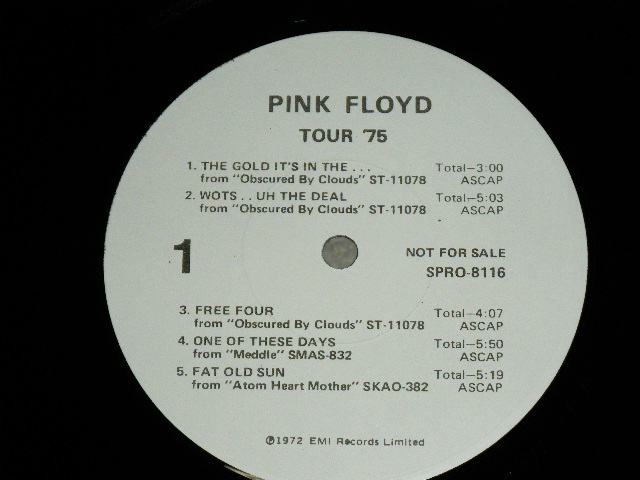 PINK FLOYD
TOUR '75
1. THE GOLD IT'S IN THE . . . Total—3:00
from "Obscured By Clouds" ST-11078 ASCAP
2. WOTS . . UH THE DEAL Total—5:03
from "Obscured By Clouds" ST-11078 ASCAP
1
NOT FOR SALE
SPRO-8116
3. FREE FOUR Total—4:07
from "Obscured By Clouds" ST-11078 ASCAP
4. ONE OF THESE DAYS Total—5:50
from "Meddle" SMAS-832 ASCAP
5. FAT OLD SUN Total—5:19
from "Atom Heart Mother" SKAO-382 ASCAP
℗1972 EMI Records Limited